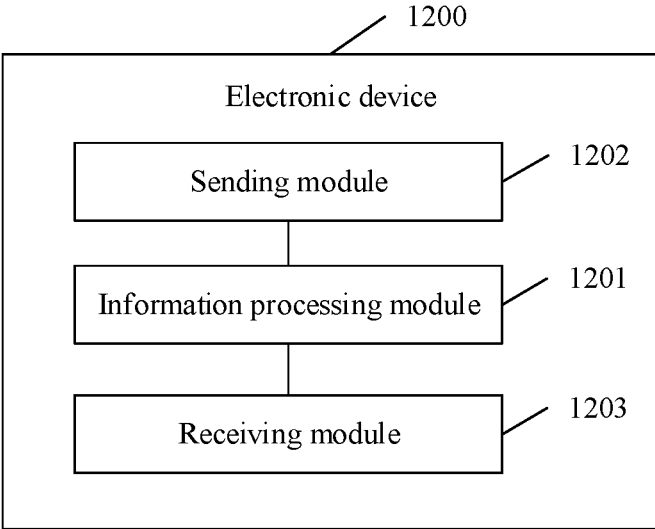 1200
Electronic device
1202
Sending module
1201
Information processing module
1203
Receiving module